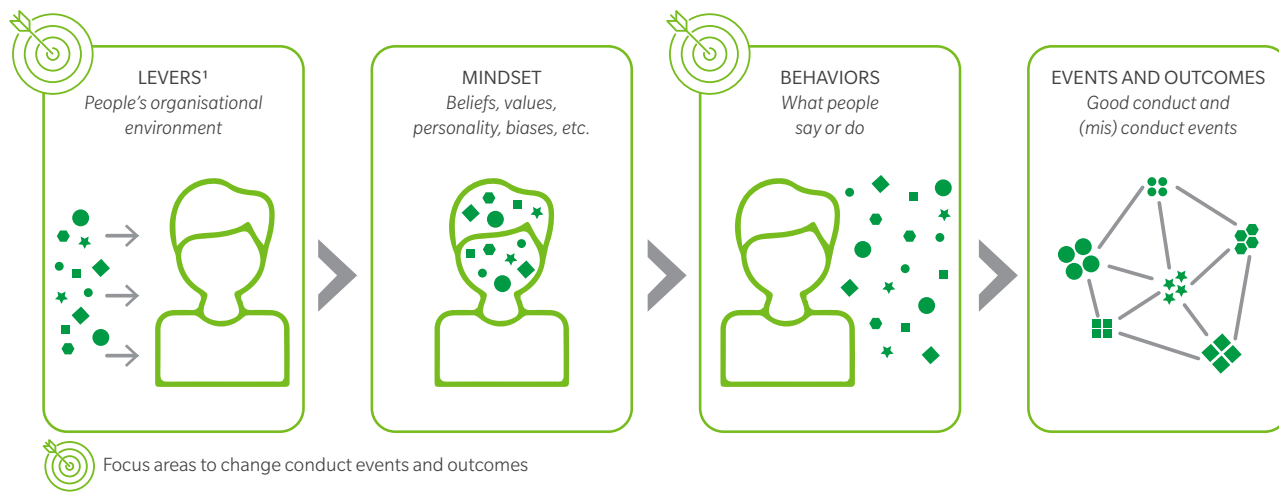 LEVERS¹
People's organisational
environment
MINDSET
Beliefs, values,
personality, biases, etc.
BEHAVIORS
What people
say or do
EVENTS AND OUTCOMES
Good conduct and
(mis) conduct events
Focus areas to change conduct events and outcomes